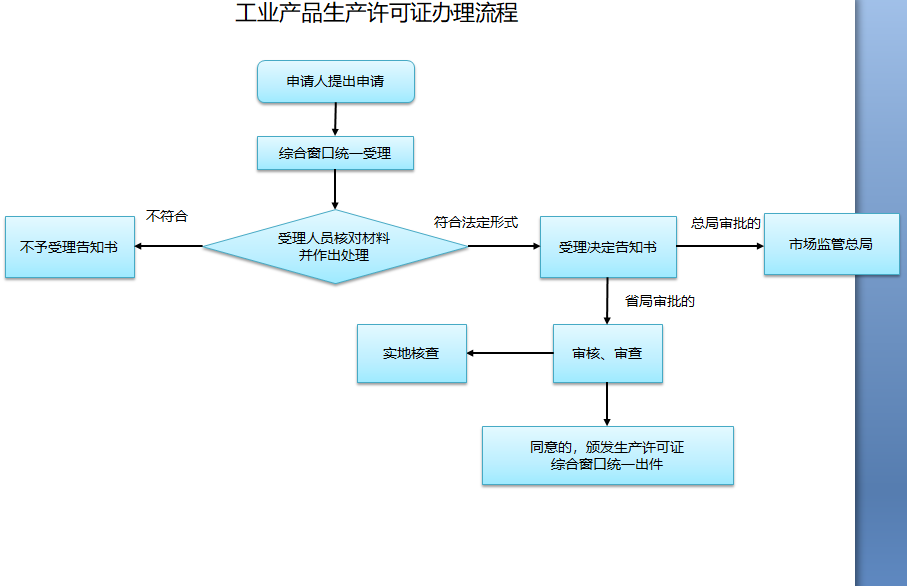 工业产品生产许可证办理流程
申请人提出申请
综合窗口统一受理
不符合
符合法定形式
总局审批的
不予受理告知书
受理人员核对材料
并作出处理
受理决定告知书
市场监管总局
省局审批的
实地核查
审核、审查
同意的，颁发生产许可证
综合窗口统一出件